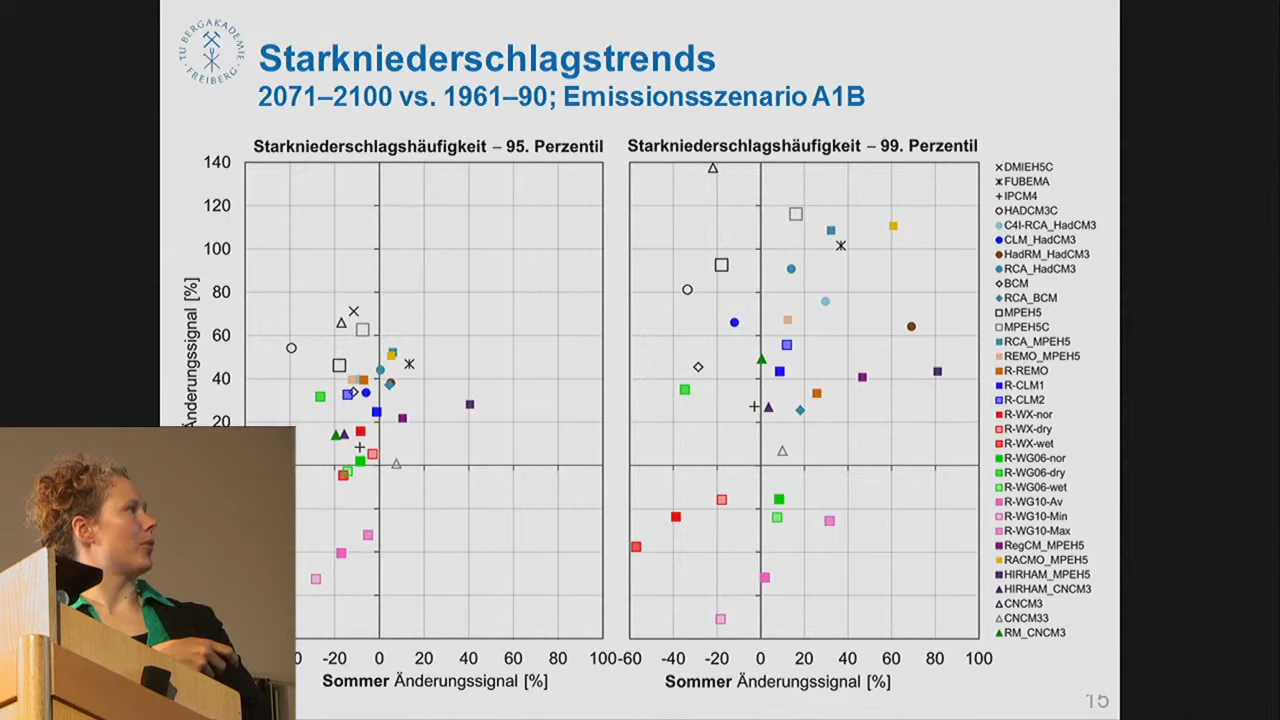 TU BERGAKADEMIE FREIBERG
Starkniederschlagstrends
2071–2100 vs. 1961–90; Emissionsszenario A1B
Starkniederschlagshäufigkeit – 95. Perzentil
Starkniederschlagshäufigkeit – 99. Perzentil
140
120
100
80
60
40
20
Änderungssignal [%]
-20 0 20 40 60 80 100
-60 -40 -20 0 20 40 60 80 100
Sommer Änderungssignal [%]
Sommer Änderungssignal [%]
DMIEH5C
FUBEMA
IPCM4
HADCM3C
C4I-RCA_HadCM3
CLM_HadCM3
HadRM_HadCM3
RCA_HadCM3
BCM
RCA_BCM
MPEH5
MPEH5C
RCA_MPEH5
REMO_MPEH5
R-REMO
R-CLM1
R-CLM2
R-WX-nor
R-WX-dry
R-WX-wet
R-WG06-nor
R-WG06-dry
R-WG06-wet
R-WG10-Av
R-WG10-Min
R-WG10-Max
RegCM_MPEH5
RACMO_MPEH5
HIRHAM_MPEH5
HIRHAM_CNCM3
CNCM3
CNCM33
RM_CNCM3
15